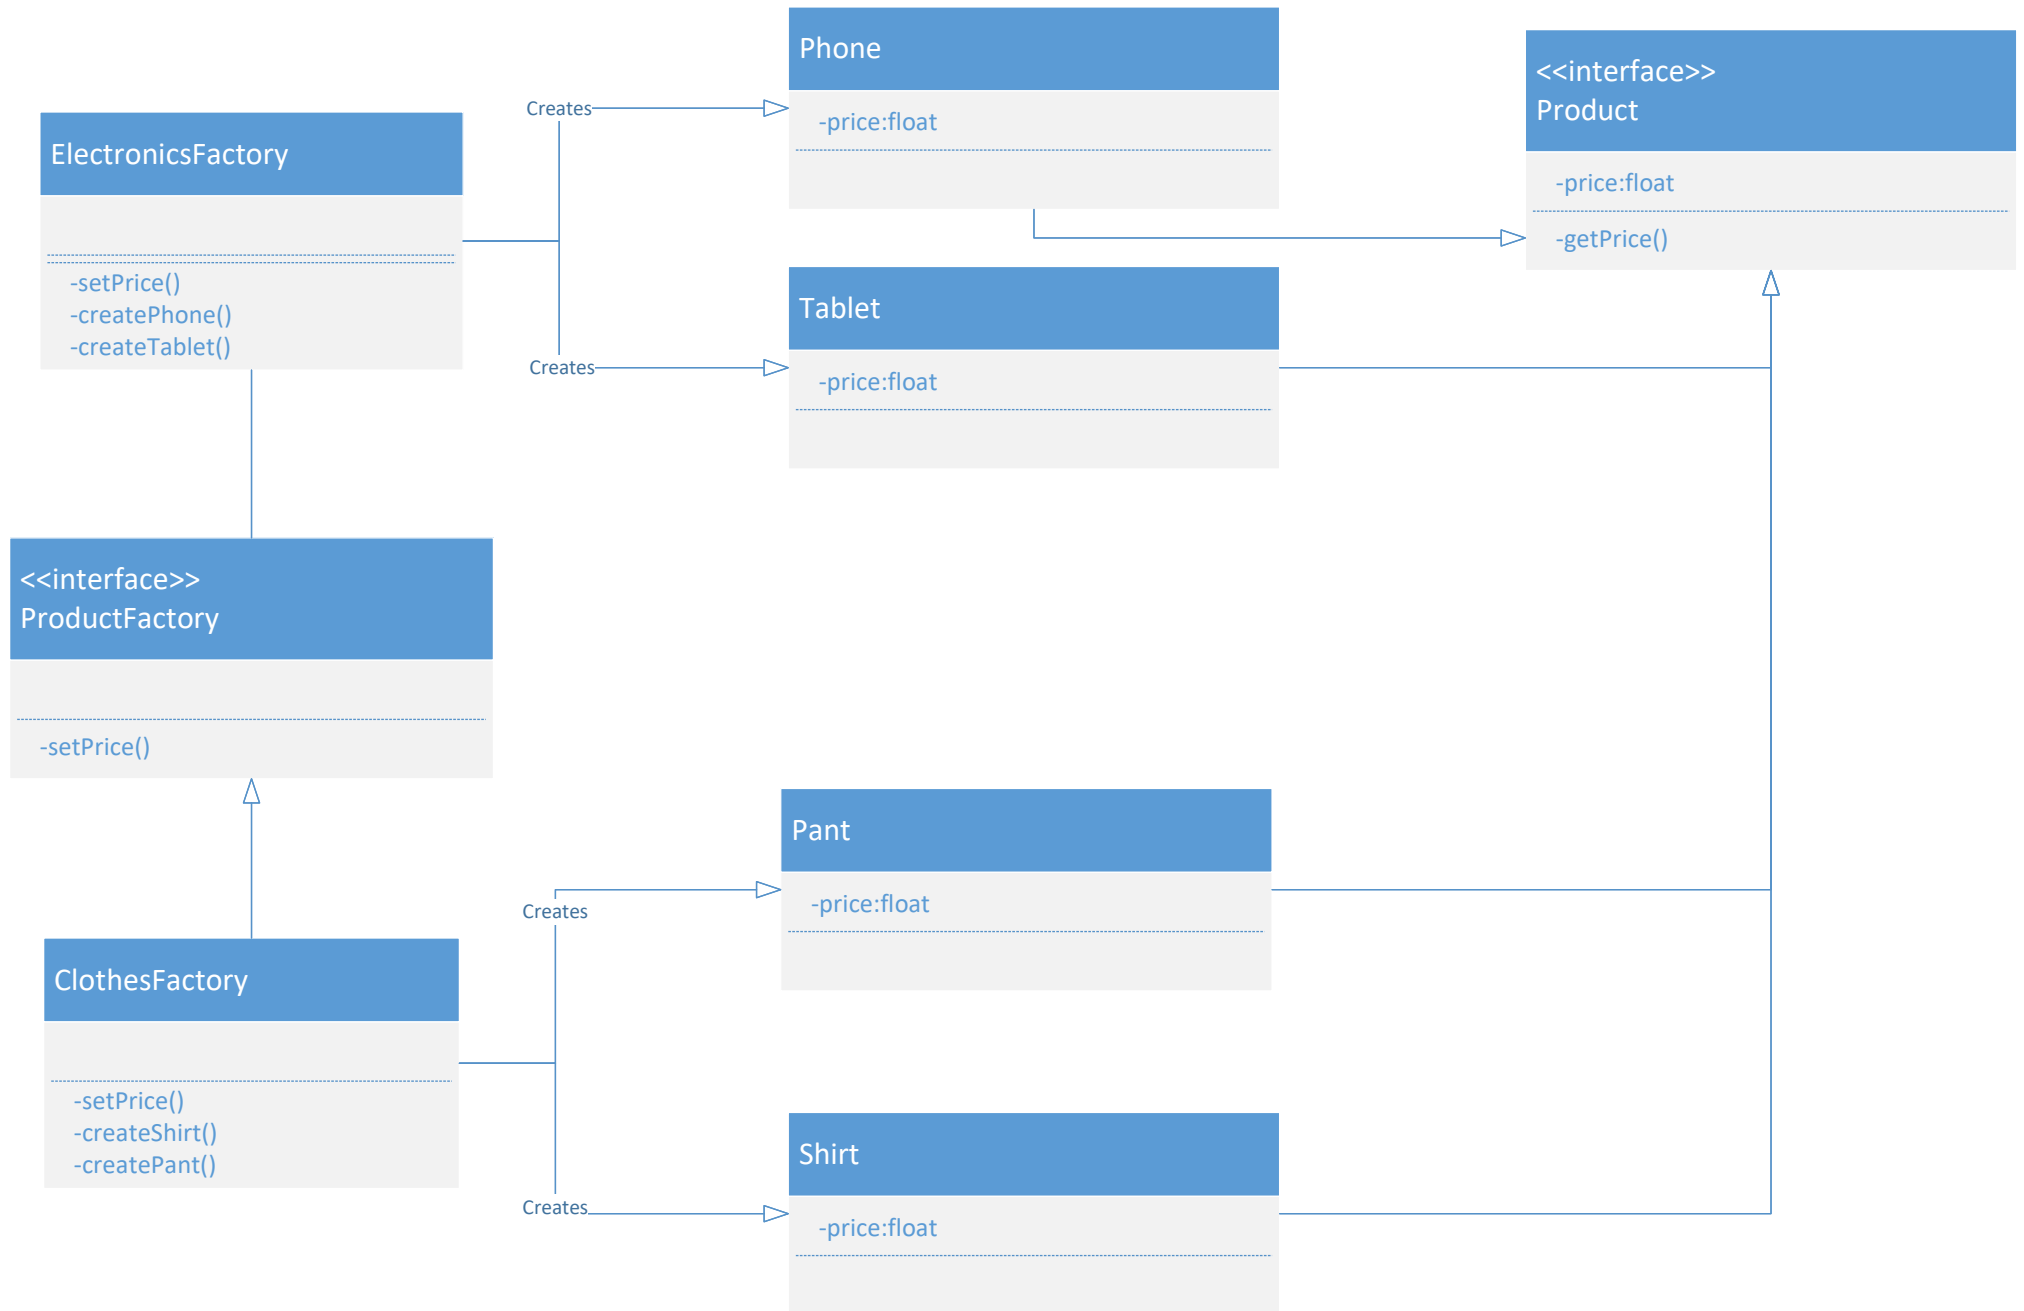 Phone
-price:float
<<interface>>
Product
-price:float
-getPrice()
ElectronicsFactory
-setPrice()
-createPhone()
-createTablet()
Creates
Creates
Tablet
-price:float
<<interface>>
ProductFactory
-setPrice()
Pant
-price:float
ClothesFactory
-setPrice()
-createShirt()
-createPant()
Creates
Creates
Shirt
-price:float